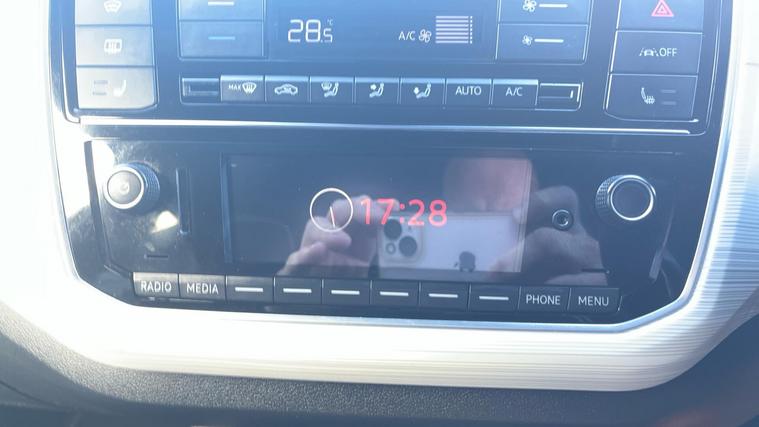 28.5 °C
A/C
OFF
MAX
AUTO
A/C
17:28
RADIO
MEDIA
PHONE
MENU